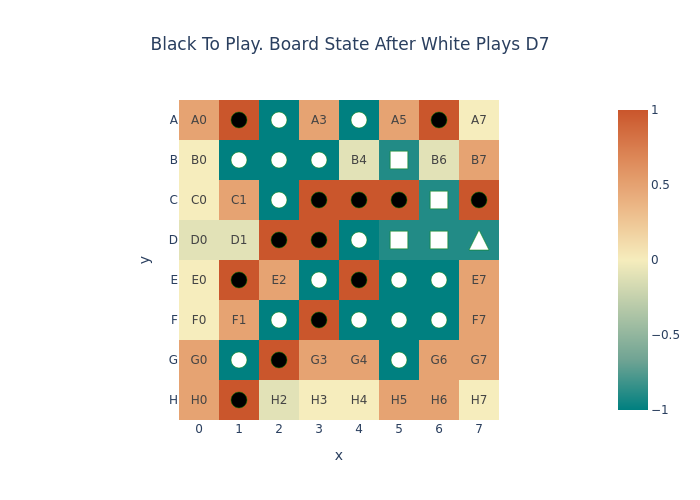 Black To Play. Board State After White Plays D7
A A0 A3 A5 A7
B B0 B4 B6 B7
C C0 C1
D D0 D1
E E0 E2 E7
F F0 F1 F7
G G0 G3 G4 G6 G7
H H0 H2 H3 H4 H5 H6 H7
0 1 2 3 4 5 6 7
x
y
1
0.5
0
−0.5
−1